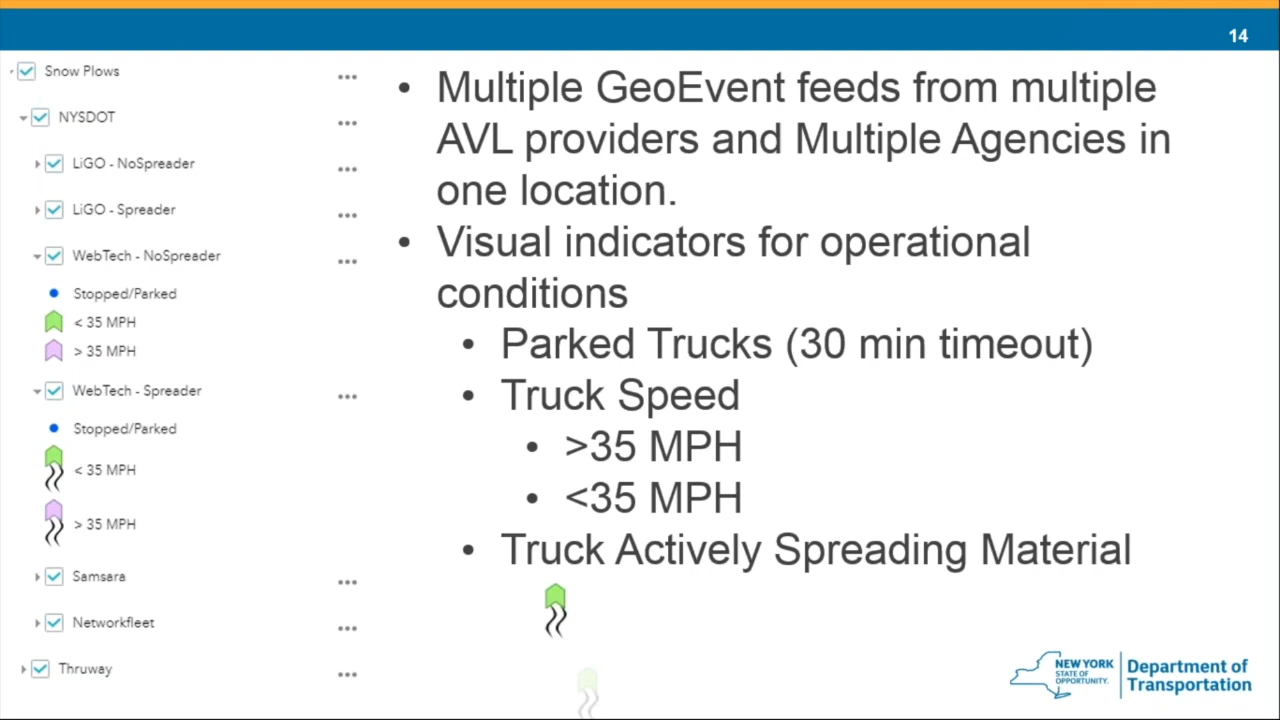 14
Snow Plows
NYSDOT
LiGO - NoSpreader
LiGO - Spreader
WebTech - NoSpreader
Stopped/Parked
< 35 MPH
> 35 MPH
WebTech - Spreader
Stopped/Parked
< 35 MPH
> 35 MPH
Samsara
Networkfleet
Thruway
• Multiple GeoEvent feeds from multiple
AVL providers and Multiple Agencies in
one location.
• Visual indicators for operational
conditions
• Parked Trucks (30 min timeout)
• Truck Speed
• >35 MPH
• <35 MPH
• Truck Actively Spreading Material
NEW YORK
STATE OF
OPPORTUNITY.
Department of
Transportation